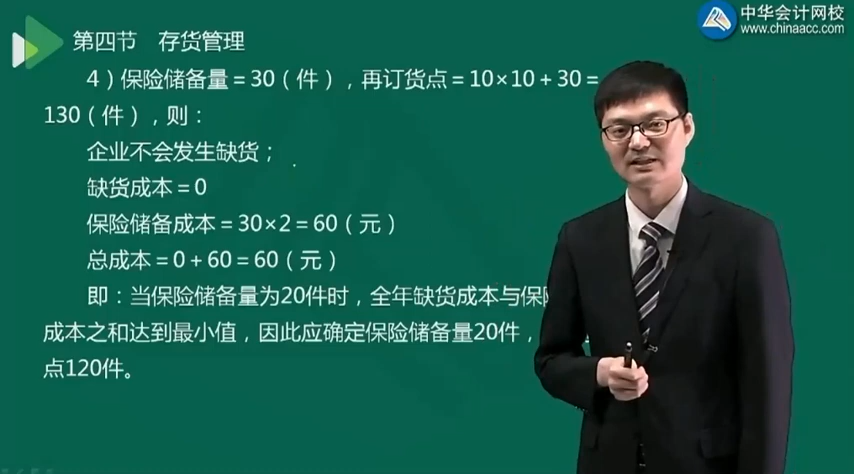 中华会计网校
www.chinaacc.com
第四节 存货管理
4）保险储备量＝30（件），再订货点＝10×10＋30＝
130（件），则：
企业不会发生缺货；
缺货成本＝0
保险储备成本＝30×2＝60（元）
总成本＝0＋60＝60（元）
即：当保险储备量为20件时，全年缺货成本与保
成本之和达到最小值，因此应确定保险储备量20件，
点120件。